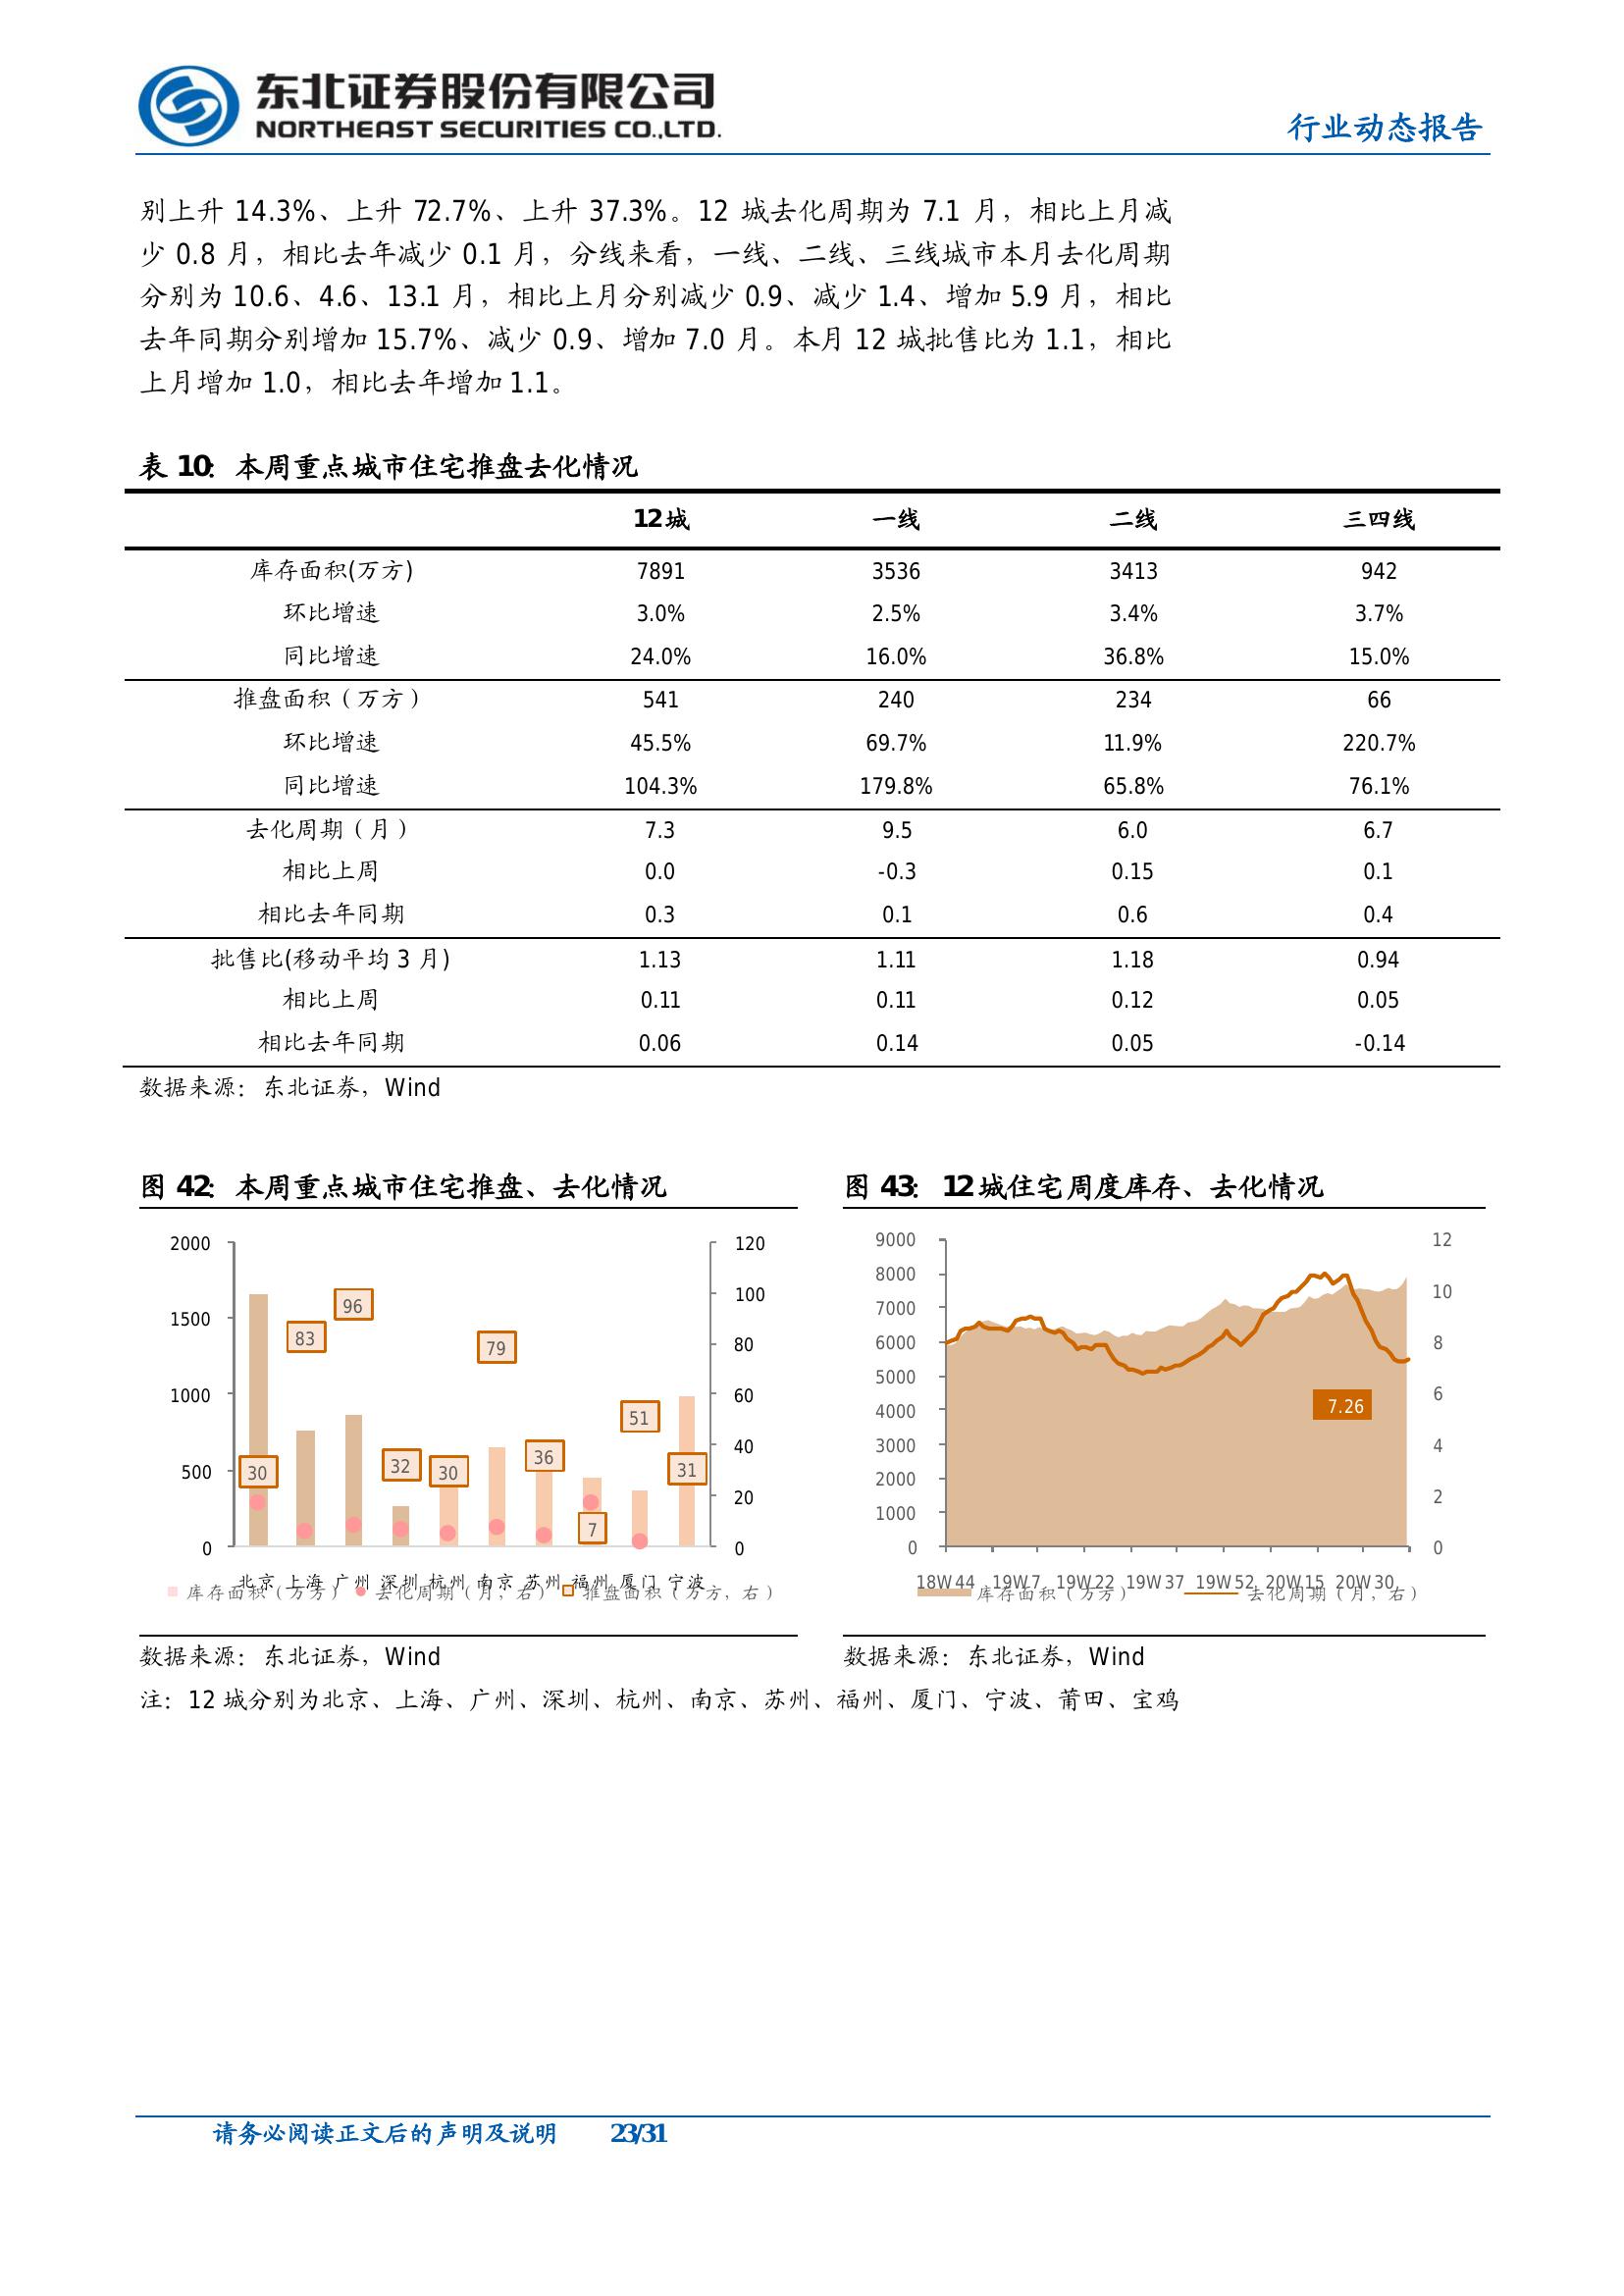 东北证券股份有限公司
NORTHEAST SECURITIES CO.,LTD.
行业动态报告
别上升 14.3%、上升 72.7%、上升 37.3%。12 城去化周期为 7.1 月，相比上月减
少 0.8 月，相比去年减少 0.1 月，分线来看，一线、二线、三线城市本月去化周期
分别为 10.6、4.6、13.1 月，相比上月分别减少 0.9、减少 1.4、增加 5.9 月，相比
去年同期分别增加 15.7%、减少 0.9、增加 7.0 月。本月 12 城批售比为 1.1，相比
上月增加 1.0，相比去年增加 1.1。
表 10：本周重点城市住宅推盘去化情况
12城 一线 二线 三四线
库存面积(万方) 7891 3536 3413 942
环比增速 3.0% 2.5% 3.4% 3.7%
同比增速 24.0% 16.0% 36.8% 15.0%
推盘面积（万方） 541 240 234 66
环比增速 45.5% 69.7% 11.9% 220.7%
同比增速 104.3% 179.8% 65.8% 76.1%
去化周期（月） 7.3 9.5 6.0 6.7
相比上周 0.0 -0.3 0.15 0.1
相比去年同期 0.3 0.1 0.6 0.4
批售比(移动平均 3 月) 1.13 1.11 1.18 0.94
相比上周 0.11 0.11 0.12 0.05
相比去年同期 0.06 0.14 0.05 -0.14
数据来源：东北证券，Wind
图 42：本周重点城市住宅推盘、去化情况
2000 120
100
1500
80
1000 60
40
500
20
0 0
30 83 96 32 30 79 36 7 51 31
北京 上海 广州 深圳 杭州 南京 苏州 福州 厦门 宁波
库存面积（万方） 去化周期（月，右） 推盘面积（万方，右）
数据来源：东北证券，Wind
图 43：12城住宅周度库存、去化情况
9000 12
8000
7000 10
6000 8
5000
4000 6
3000 4
2000 2
1000
0 0
7.26
18W44 19W7 19W22 19W37 19W52 20W15 20W30
库存面积（万方） 去化周期（月，右）
数据来源：东北证券，Wind
注：12 城分别为北京、上海、广州、深圳、杭州、南京、苏州、福州、厦门、宁波、莆田、宝鸡
请务必阅读正文后的声明及说明 23/31